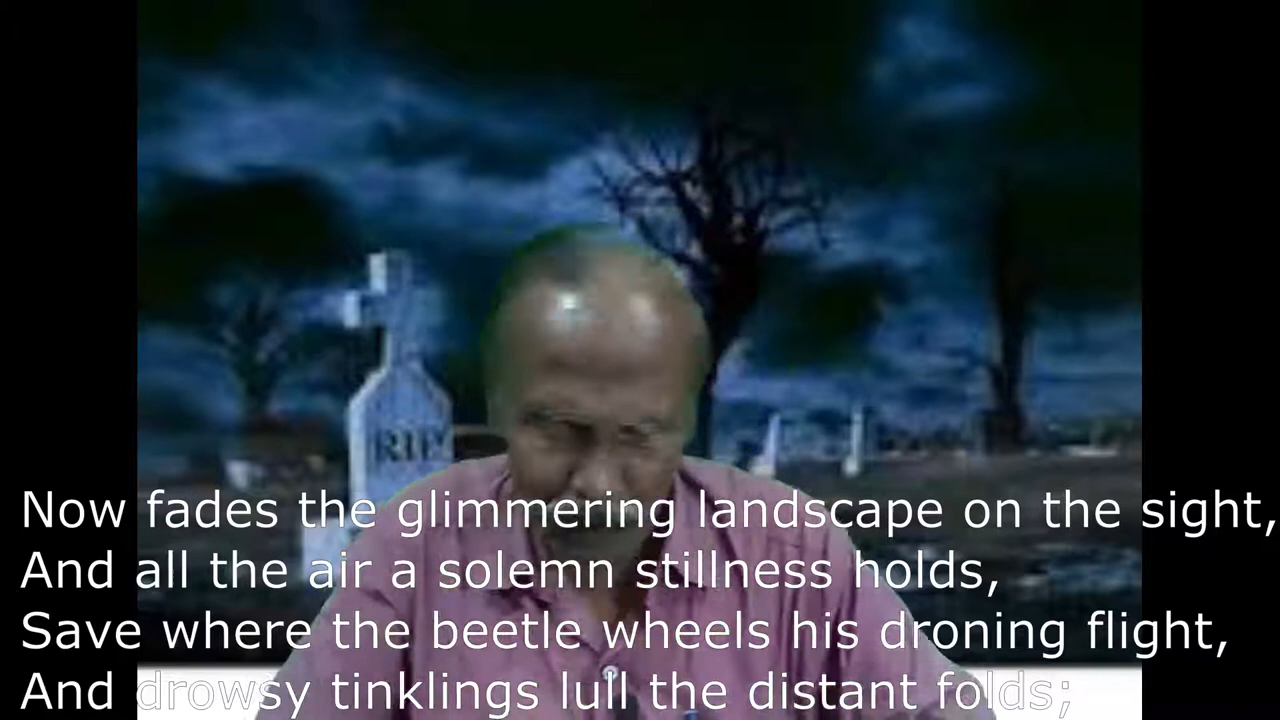 RIP
Now fades the glimmering landscape on the sight,
And all the air a solemn stillness holds,
Save where the beetle wheels his droning flight,
And drowsy tinklings lull the distant folds;